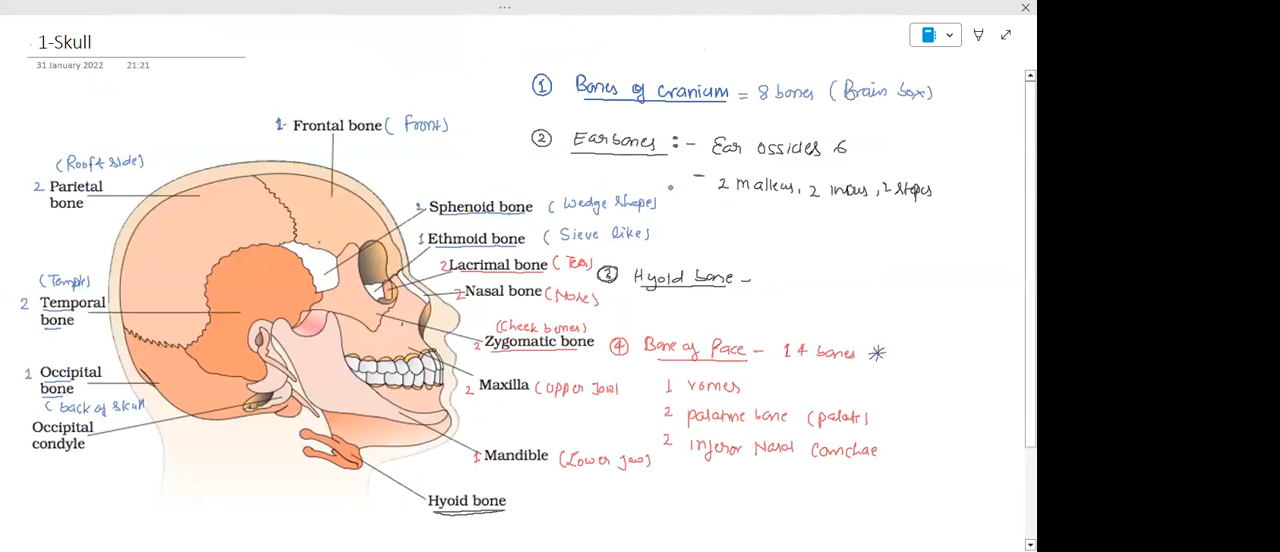 1-Skull
31 January 2022 21:21
① Bones of cranium = 8 bones (Brain box)
1- Frontal bone (Front)
② Ear bones :- Ear ossicles 6
- 2 malleus, 2 incus, 2 stapes
(Roof & side)
2 Parietal
bone
1 Sphenoid bone (Wedge shape)
1 Ethmoid bone (Sieve like)
2 Lacrimal bone (Tea)
③ Hyoid bone -
(Temple)
2 Temporal
bone
2 Nasal bone (Nose)
(Cheek bones)
2 Zygomatic bone
④ Bone of Face - 14 bones *
1 Occipital
bone
(back of skull
Occipital
condyle
2 Maxilla (Upper Jaw)
1 vomer
2 palatine bone (palate)
2 Inferior Nasal Conchae
1 Mandible (Lower jaw)
Hyoid bone